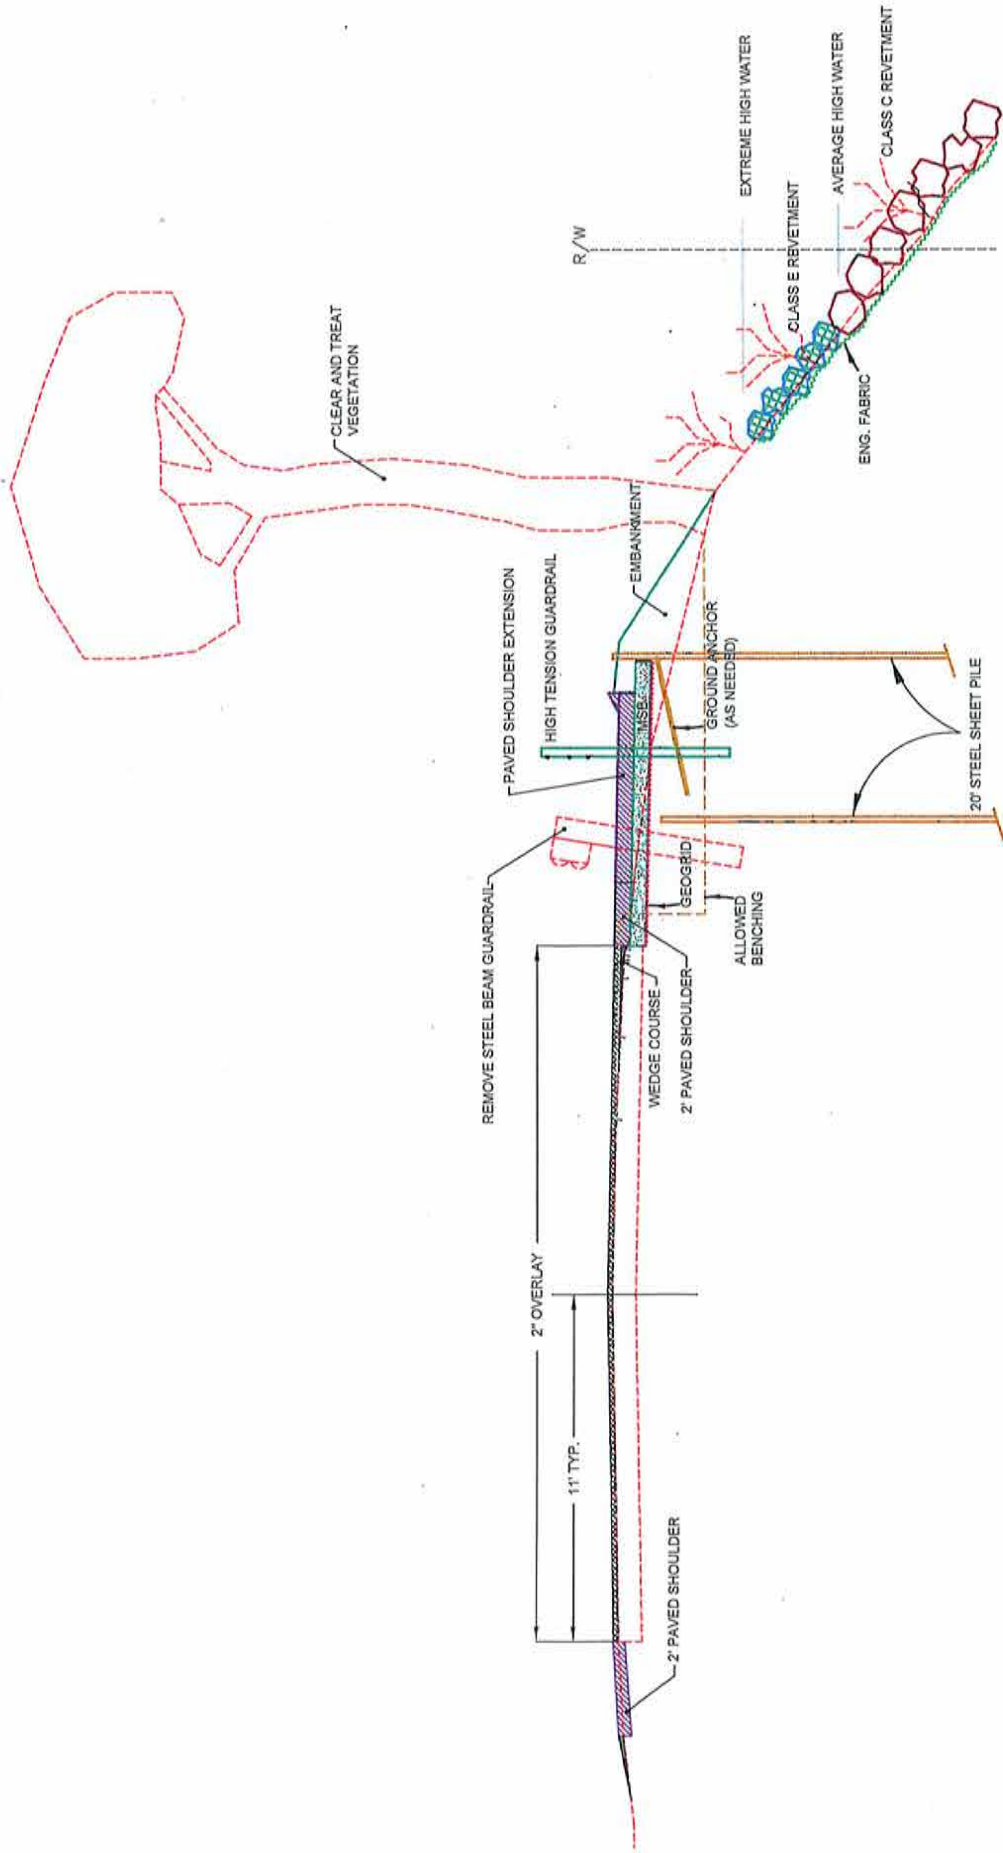 CLEAR AND TREAT
VEGETATION
R/W
EXTREME HIGH WATER
CLASS E REVETMENT
AVERAGE HIGH WATER
CLASS C REVETMENT
ENG. FABRIC
EMBANKMENT
PAVED SHOULDER EXTENSION
HIGH TENSION GUARDRAIL
REMOVE STEEL BEAM GUARDRAIL
MSB
GROUND ANCHOR
(AS NEEDED)
20' STEEL SHEET PILE
GEOGRID
ALLOWED
BENCHING
WEDGE COURSE
2' PAVED SHOULDER
2" OVERLAY
11' TYP.
2' PAVED SHOULDER